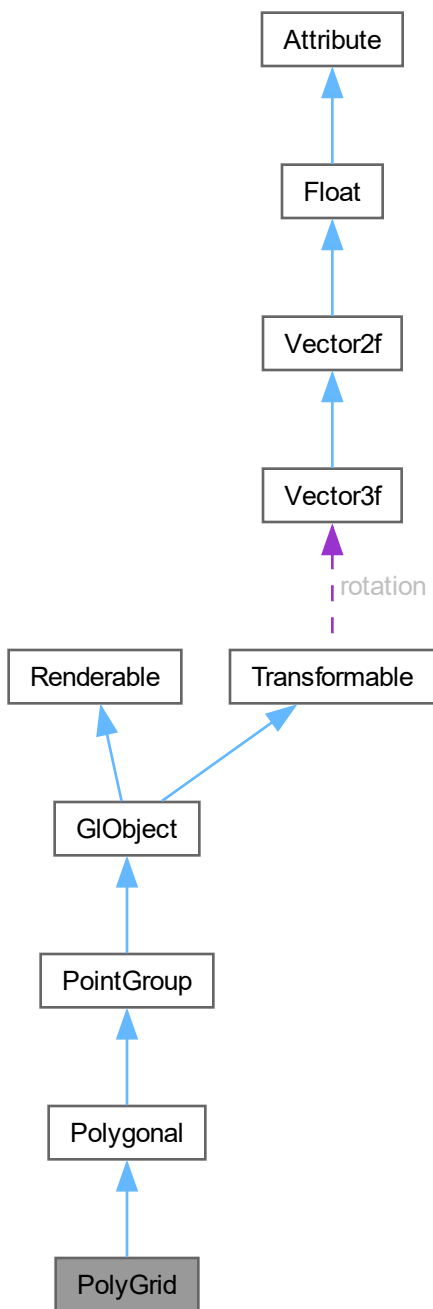 Attribute
Float
Vector2f
Vector3f
rotation
Renderable
Transformable
GlObject
PointGroup
Polygonal
PolyGrid